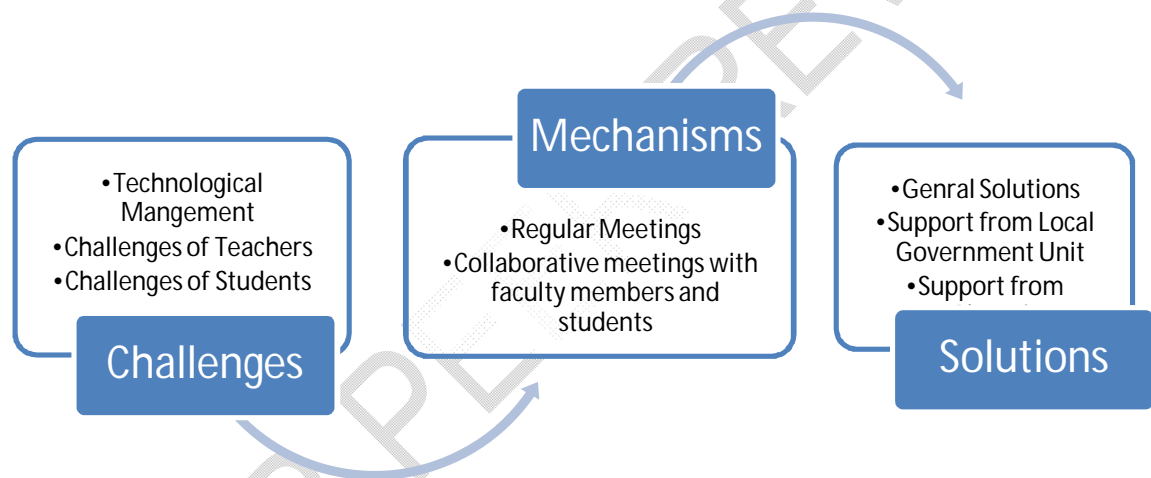 •Technological
Mangement
•Challenges of Teachers
•Challenges of Students
Challenges
Mechanisms
•Regular Meetings
•Collaborative meetings with
faculty members and
students
•Genral Solutions
•Support from Local
Government Unit
•Support from
Solutions